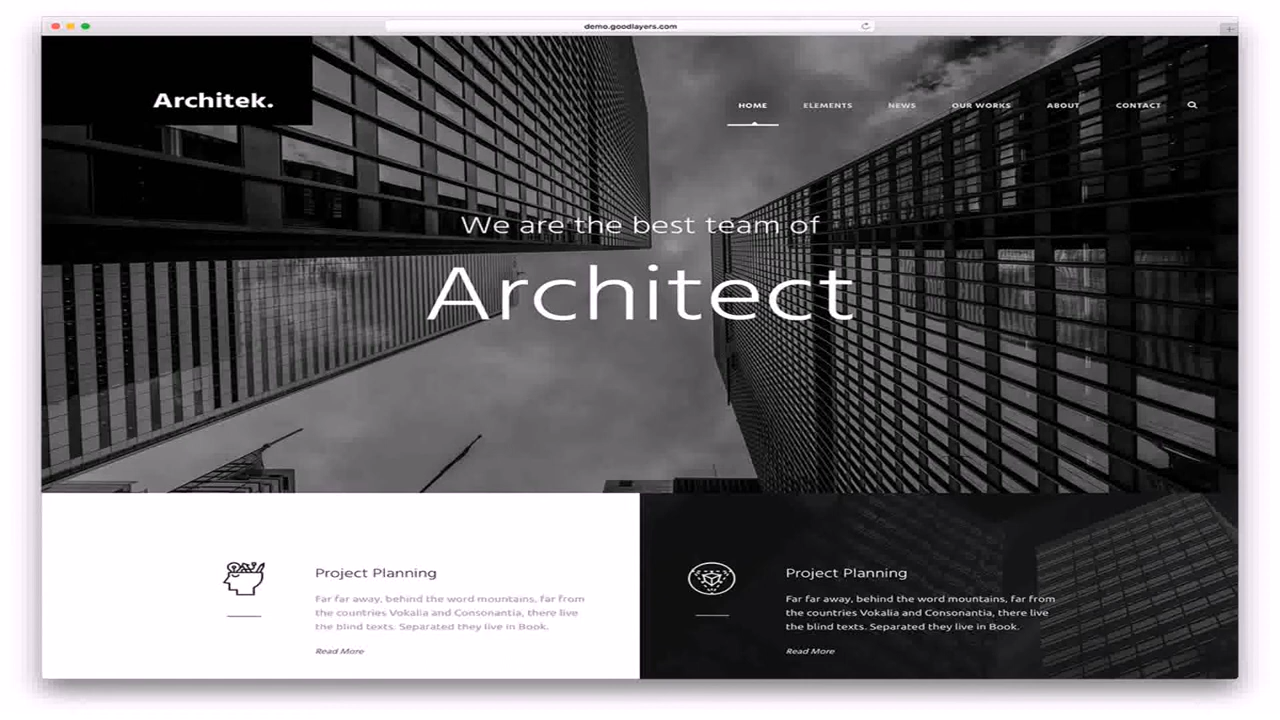 demo.goodlayers.com
Architek.
HOME ELEMENTS NEWS OUR WORKS ABOUT CONTACT
We are the best team of
Architect
Project Planning
Far far away, behind the word mountains, far from
the countries Vokalia and Consonantia, there live
the blind texts. Separated they live in Book.
Read More
Project Planning
Far far away, behind the word mountains, far from
the countries Vokalia and Consonantia, there live
the blind texts. Separated they live in Book.
Read More